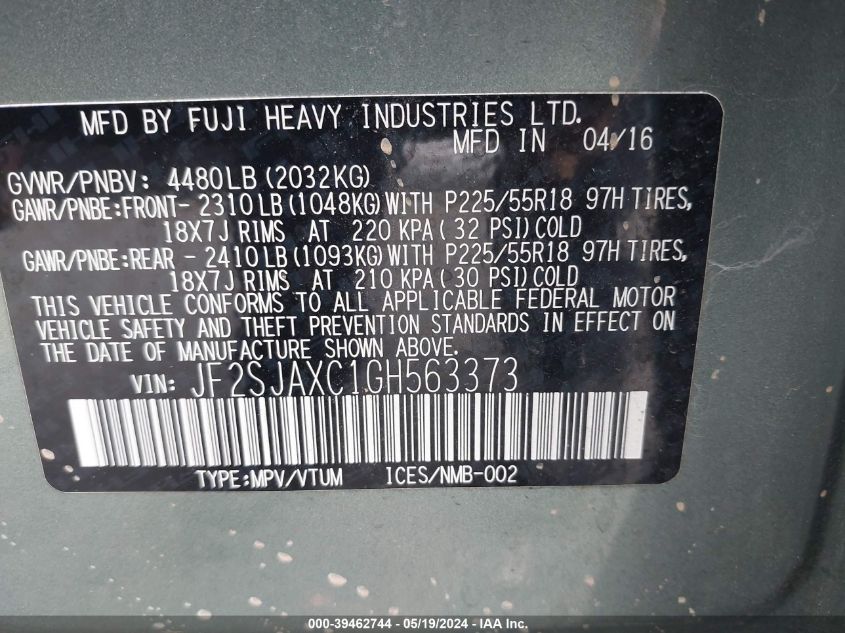 MFD BY FUJI HEAVY INDUSTRIES LTD.
MFD IN 04/16
GVWR/PNBV: 4480LB (2032KG)
GAWR/PNBE:FRONT- 2310LB (1048KG) WITH P225/55R18 97H TIRES,
18X7J RIMS AT 220 KPA (32 PSI) COLD
GAWR/PNBE:REAR - 2410LB (1093KG) WITH P225/55R18 97H TIRES,
18X7J RIMS AT 210 KPA (30 PSI) COLD
THIS VEHICLE CONFORMS TO ALL APPLICABLE FEDERAL MOTOR
VEHICLE SAFETY AND THEFT PREVENTION STANDARDS IN EFFECT ON
THE DATE OF MANUFACTURE SHOWN ABOVE.
VIN: JF2SJAXC1GH563373
TYPE:MPV/VTUM ICES/NMB-002
000-39462744 - 05/19/2024 - IAA Inc.